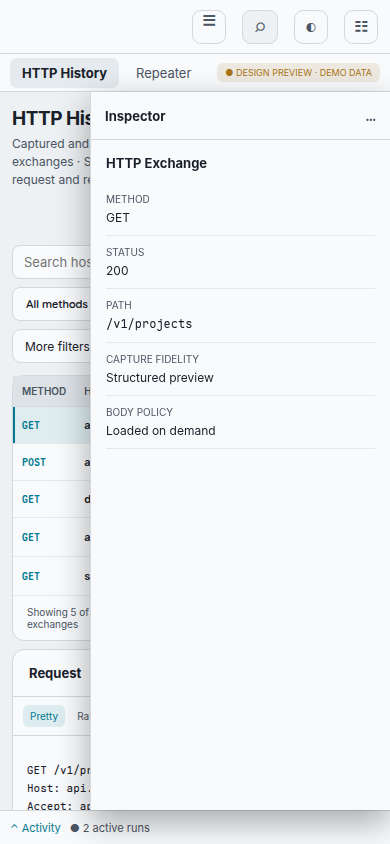 HTTP History
Repeater
DESIGN PREVIEW · DEMO DATA
HTTP His
Captured and
exchanges · S
request and re
Search hos
All methods
More filters
METHOD H
GET a
POST a
GET d
GET a
GET s
Showing 5 of
exchanges
Request
Pretty Ra
GET /v1/pr
Host: api.
Accept: ap
Inspector
...
HTTP Exchange
METHOD
GET
STATUS
200
PATH
/v1/projects
CAPTURE FIDELITY
Structured preview
BODY POLICY
Loaded on demand
Activity
2 active runs